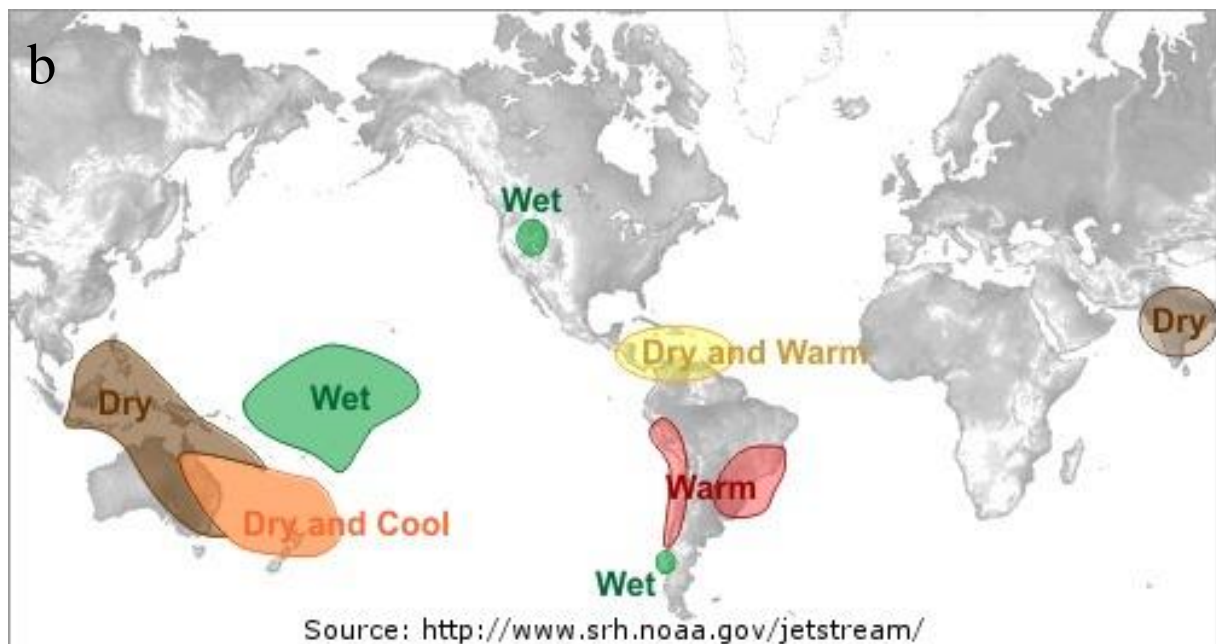 b
Wet
Dry
Dry and Warm
Dry
Wet
Warm
Dry and Cool
Wet
Source: http://www.srh.noaa.gov/jetstream/